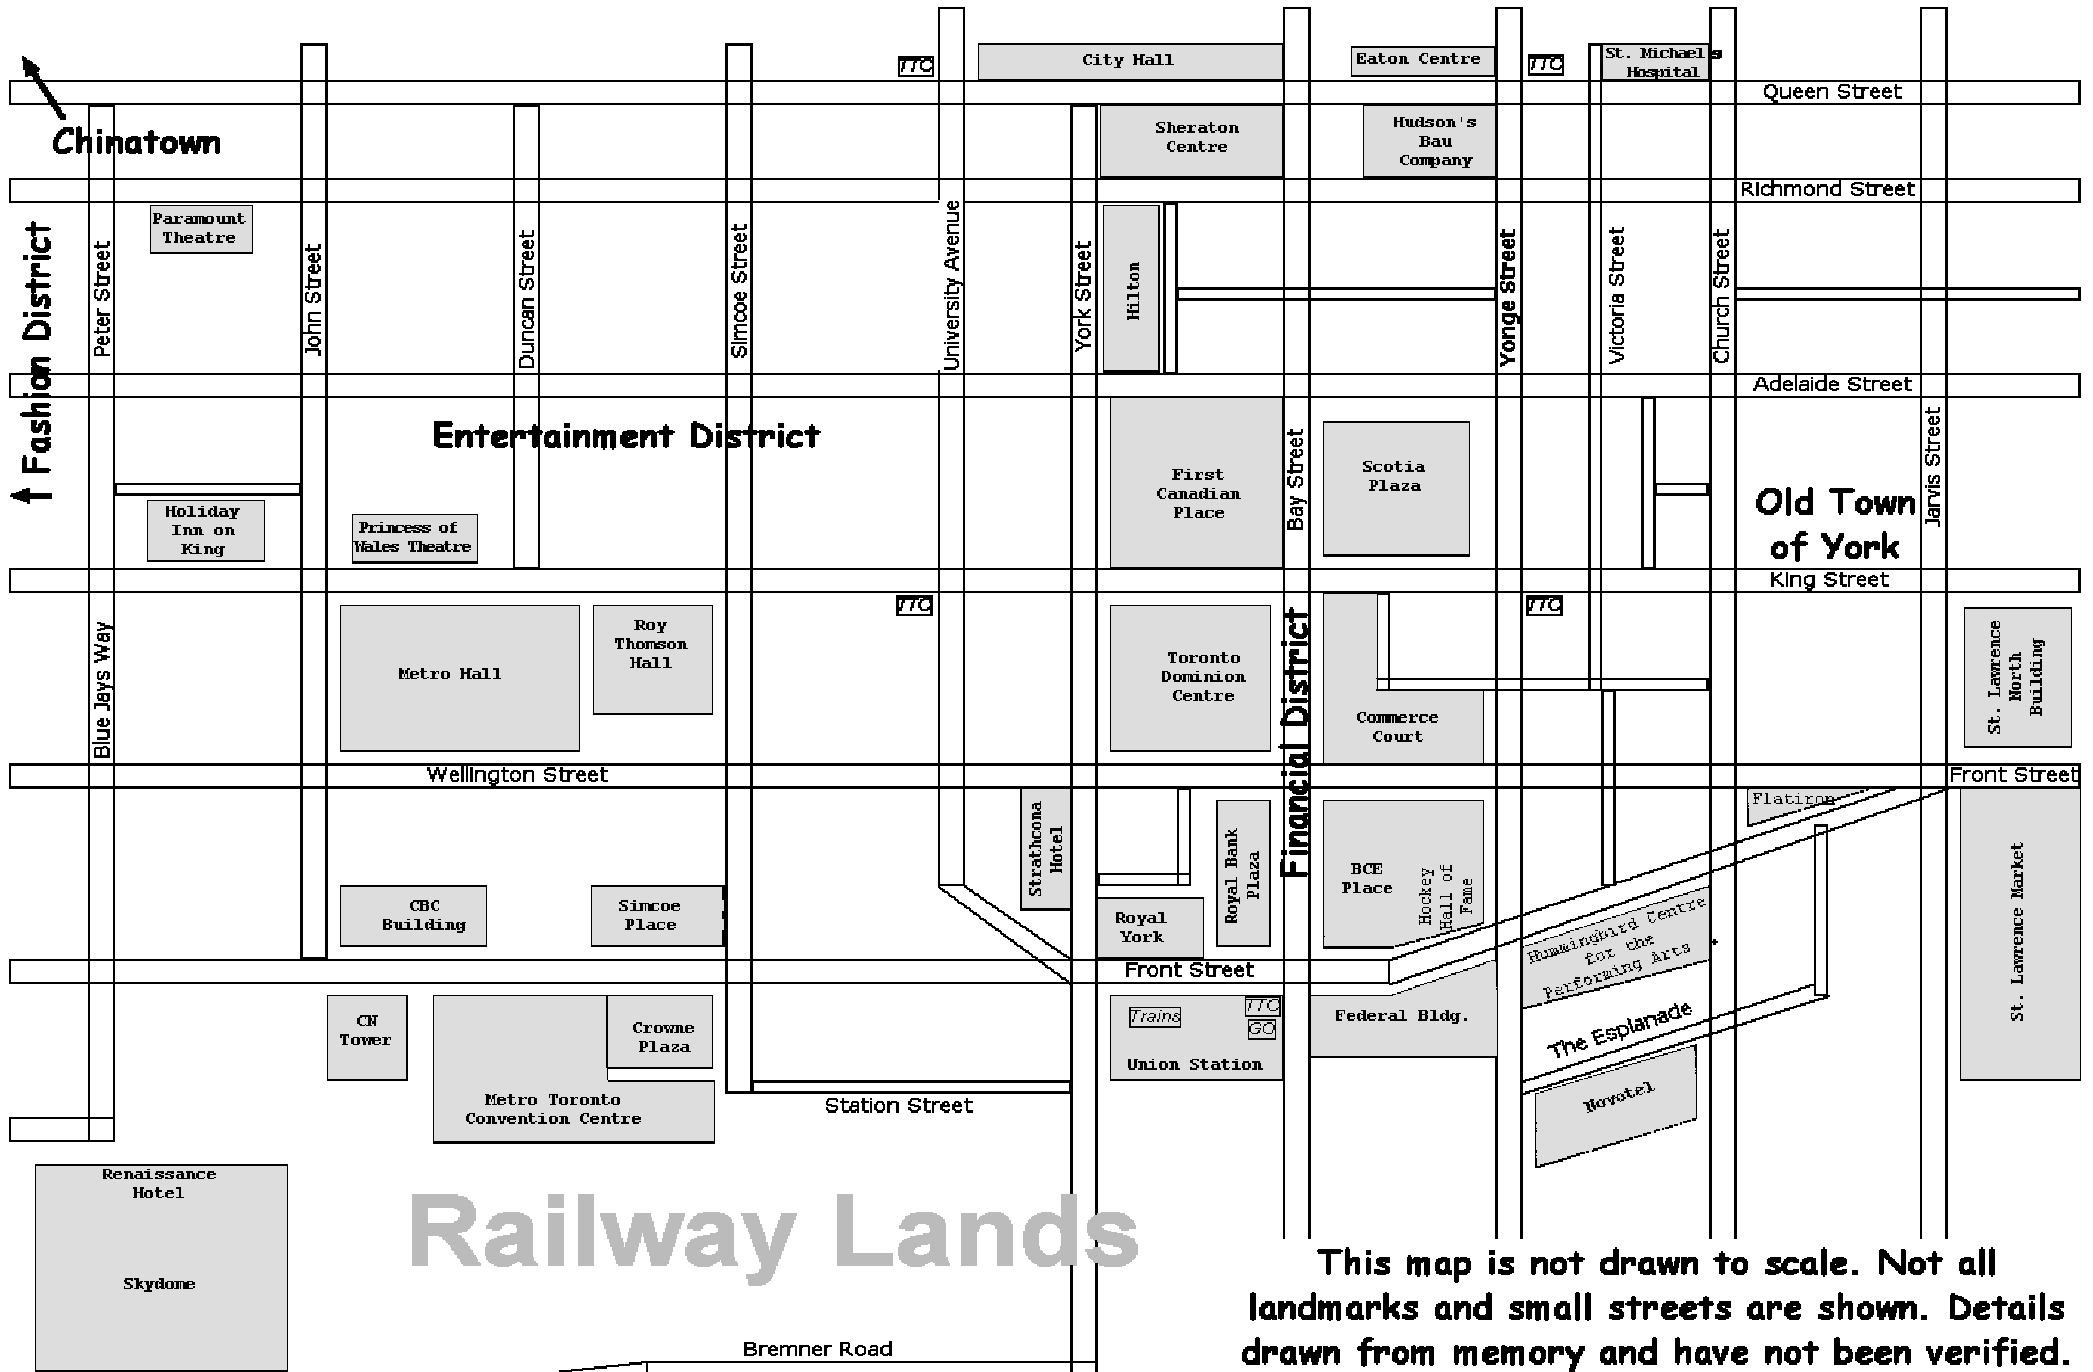 TTC
City Hall
Eaton Centre
TTC
St. Michael's
Hospital
Queen Street
Chinatown
Sheraton
Centre
Hudson's
Bau
Company
Richmond Street
Paramount
Theatre
Fashion District
Peter Street
John Street
Duncan Street
Simcoe Street
University Avenue
York Street
Hilton
Yonge Street
Victoria Street
Church Street
Adelaide Street
Entertainment District
First
Canadian
Place
Bay Street
Scotia
Plaza
Jarvis Street
Old Town
of York
Holiday
Inn on
King
Princess of
Wales Theatre
King Street
TTC
TTC
Blue Jays Way
Metro Hall
Roy
Thomson
Hall
Toronto
Dominion
Centre
Financial District
Commerce
Court
St. Lawrence
North
Building
Wellington Street
Front Street
Flatiron
Strathcona
Hotel
Royal Bank
Plaza
BCE
Place
Hockey
Hall of
Fame
CBC
Building
Simcoe
Place
Royal
York
Hummingbird Centre
for the
Performing Arts
St. Lawrence Market
Front Street
CN
Tower
Crowne
Plaza
Trains
TTC
GO
Union Station
Federal Bldg.
The Esplanade
Metro Toronto
Convention Centre
Station Street
Novotel
Renaissance
Hotel
Skydome
Railway Lands
Bremner Road
This map is not drawn to scale. Not all
landmarks and small streets are shown. Details
drawn from memory and have not been verified.